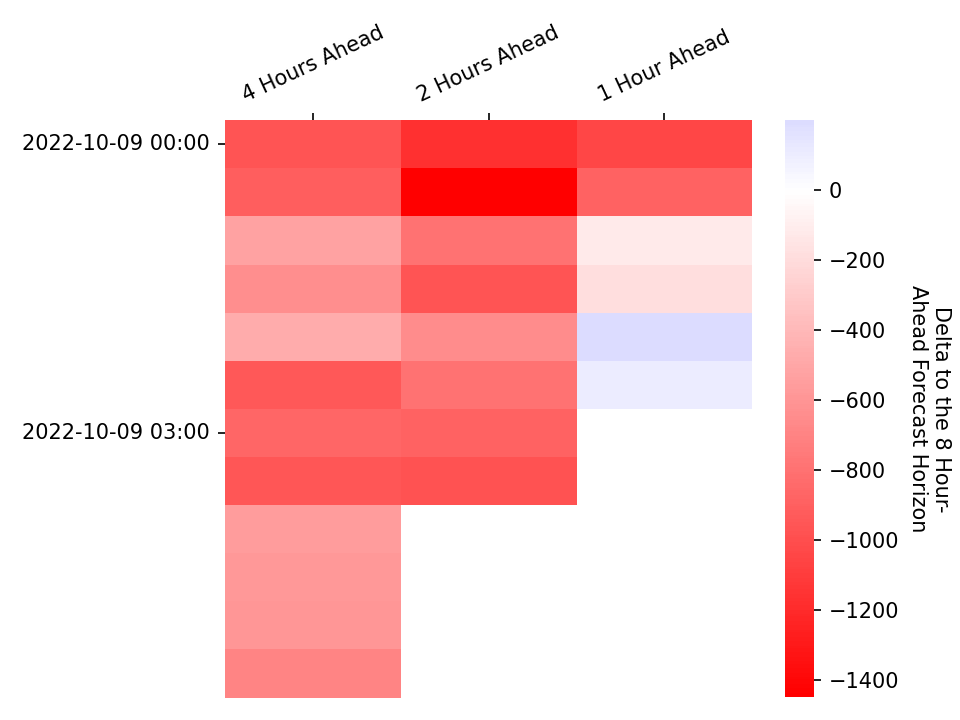 4 Hours Ahead
2 Hours Ahead
1 Hour Ahead
2022-10-09 00:00
2022-10-09 03:00
0
−200
−400
−600
−800
−1000
−1200
−1400
Delta to the 8 Hour-
Ahead Forecast Horizon